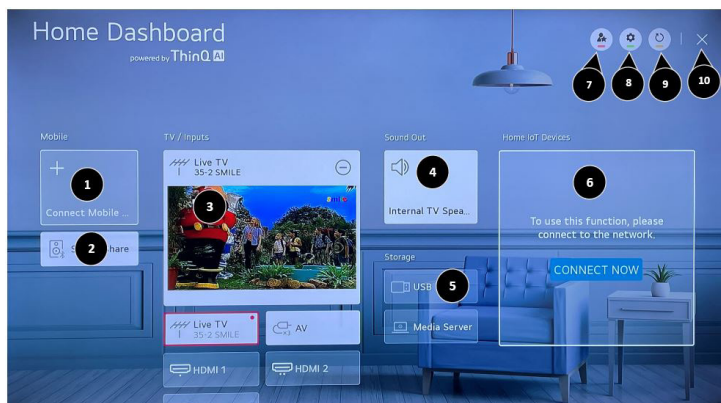 Home Dashboard
powered by ThinQ AI
7
8
9
10
Mobile
TV / Inputs
Sound Out
Home IoT Devices
1
Connect Mobile ...
Live TV
35-2 SMILE
3
4
Internal TV Spea...
6
To use this function, please
connect to the network.
CONNECT NOW
2
hare
Storage
USB
5
Media Server
Live TV
35-2 SMILE
AV
HDMI 1
HDMI 2